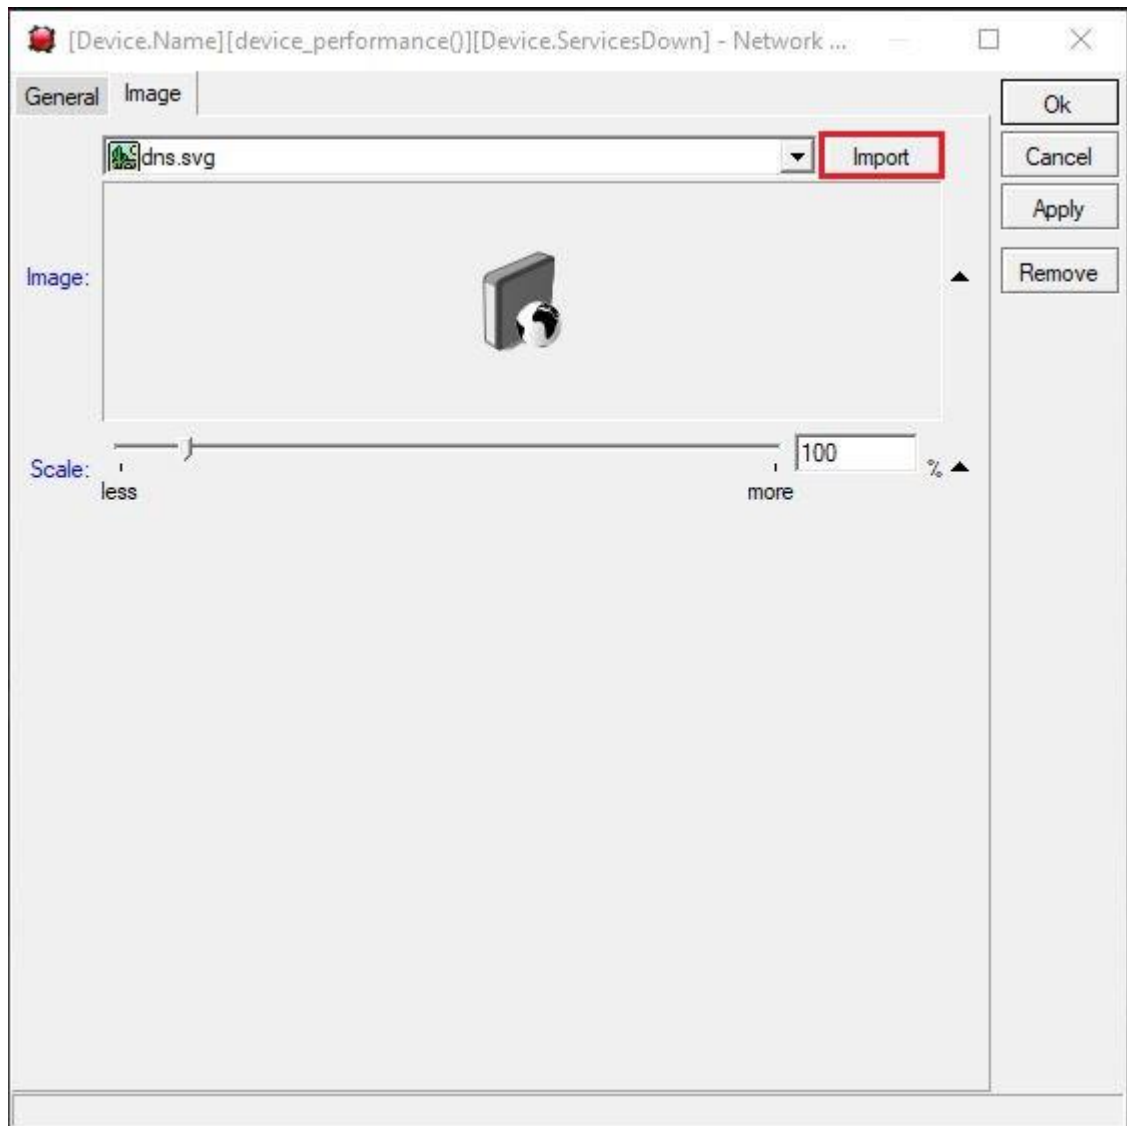 [Device.Name][device_performance()][Device.ServicesDown] - Network ...
General Image
Ok
dns.svg Import
Cancel
Apply
Image:
Remove
Scale:
100
%
less more